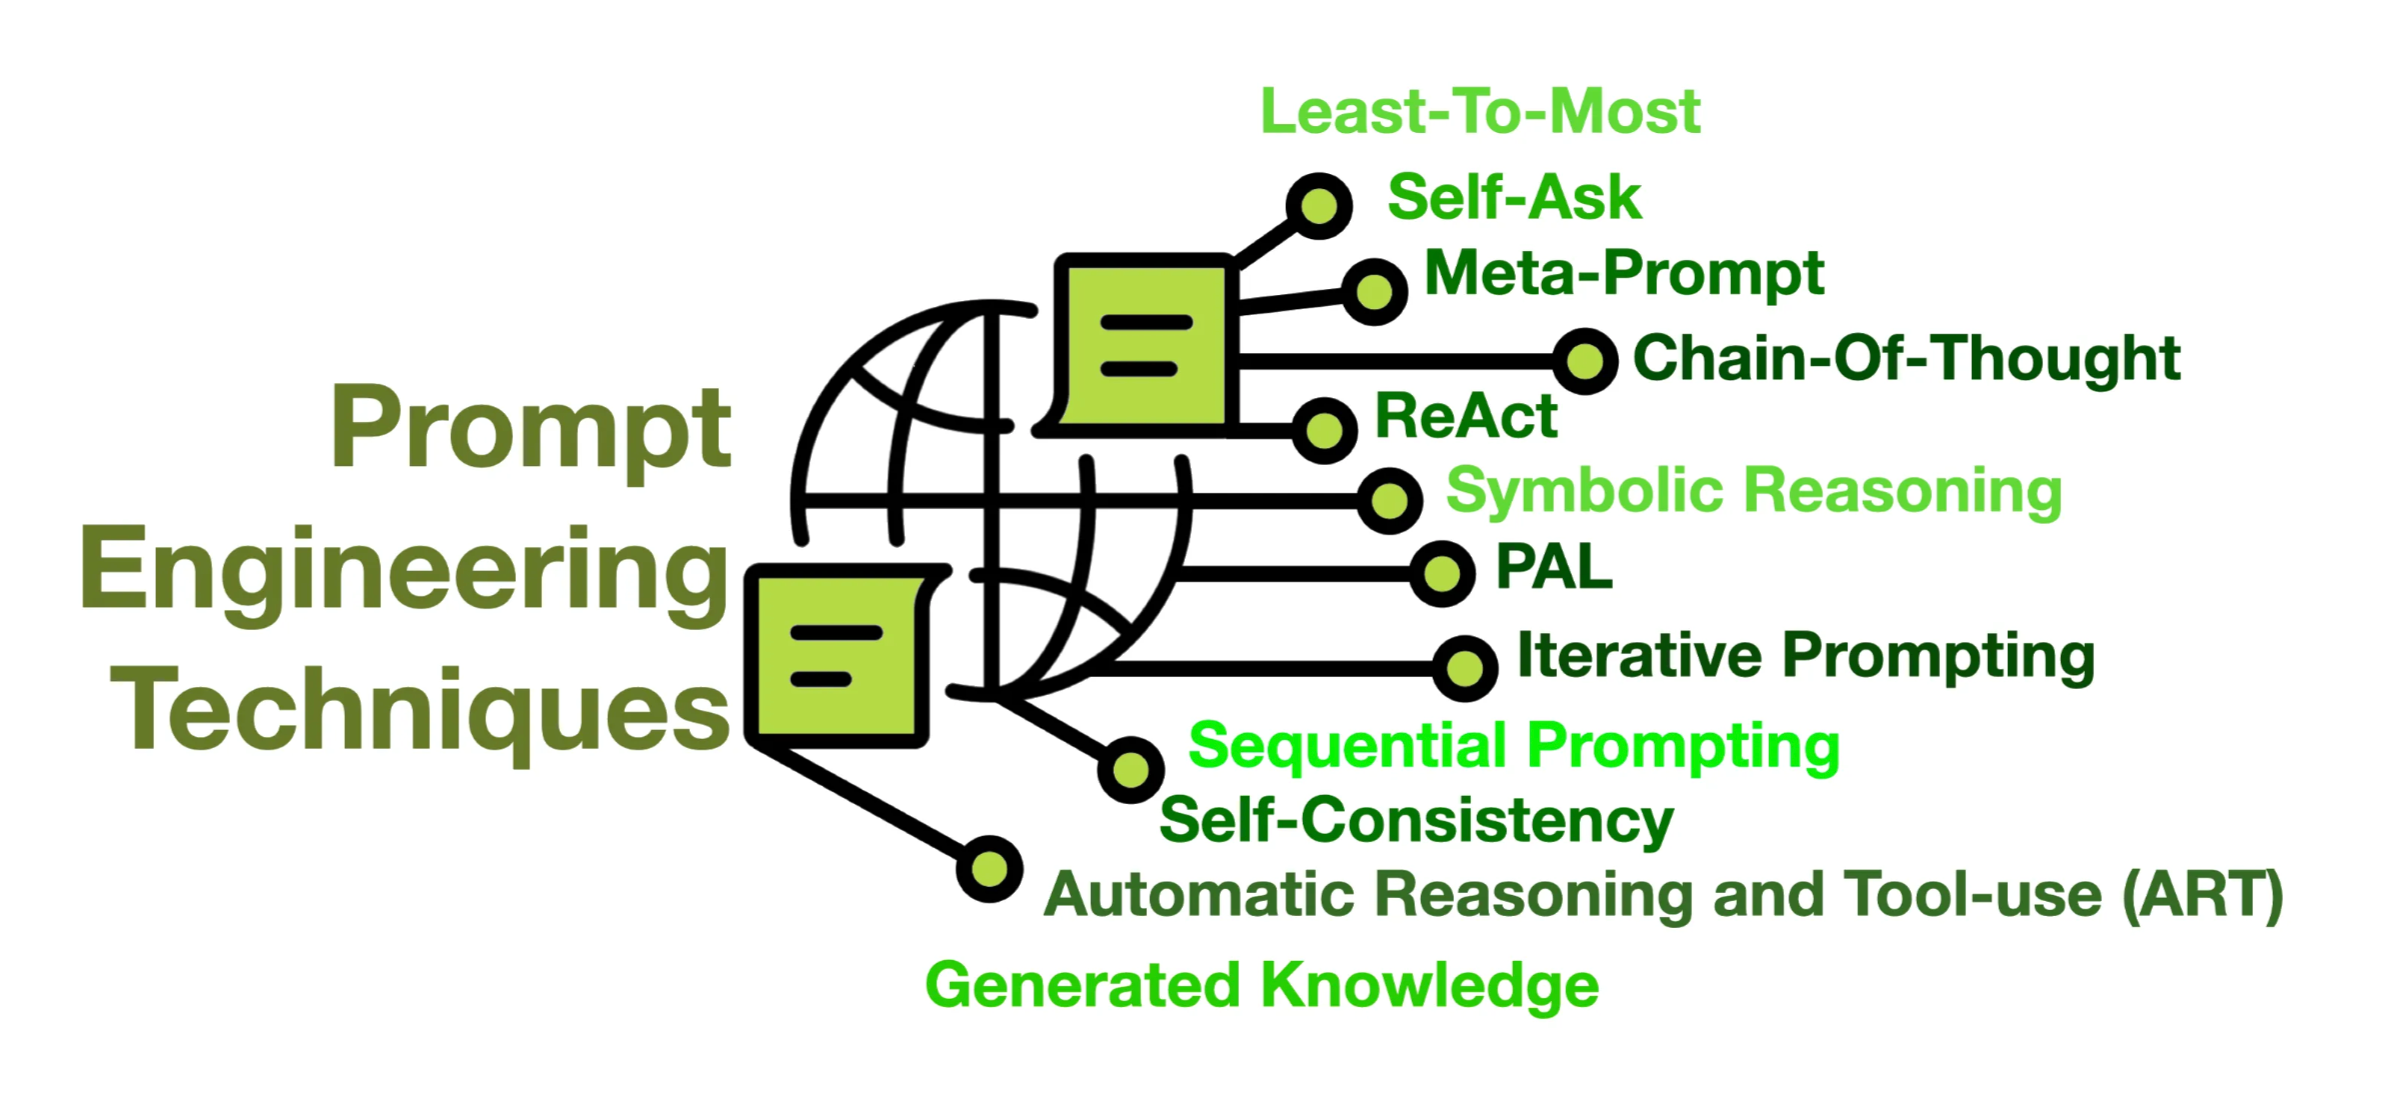 Prompt
Engineering
Techniques
Least-To-Most
Self-Ask
Meta-Prompt
Chain-Of-Thought
ReAct
Symbolic Reasoning
PAL
Iterative Prompting
Sequential Prompting
Self-Consistency
Automatic Reasoning and Tool-use (ART)
Generated Knowledge